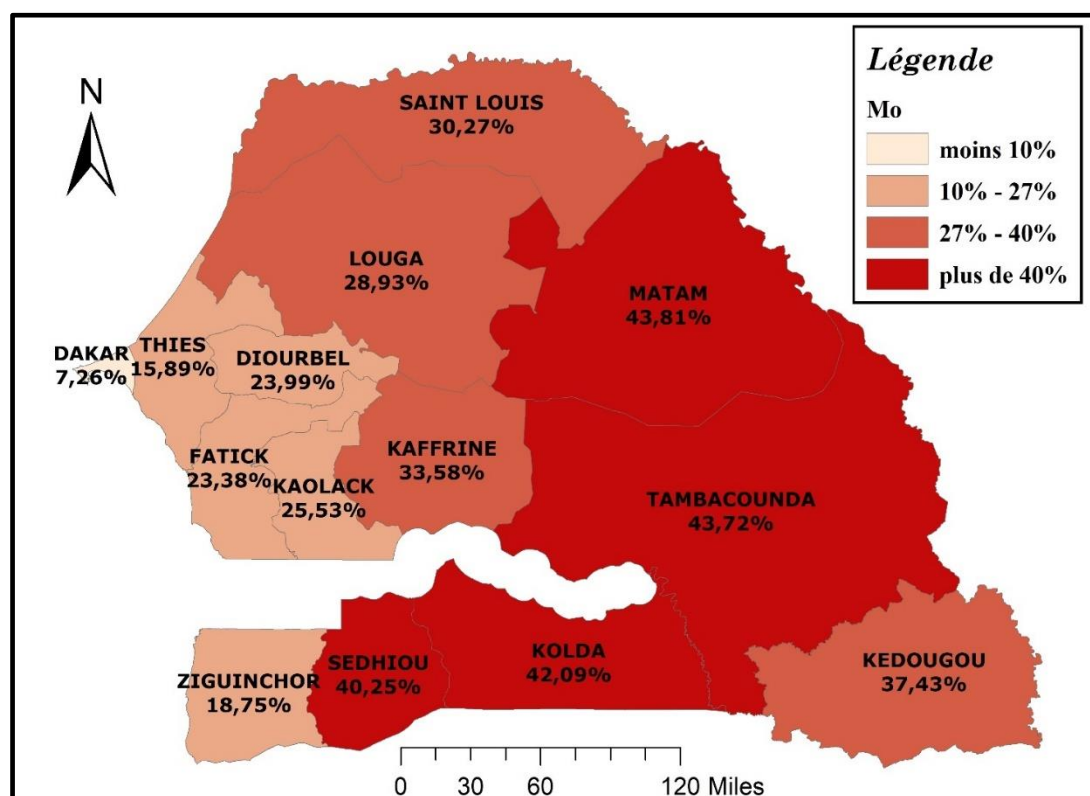 N
SAINT LOUIS
30,27%
LOUGA
28,93%
MATAM
43,81%
DAKAR
7,26%
THIES
15,89%
DIOURBEL
23,99%
FATICK
23,38%
KAOLACK
25,53%
KAFFRINE
33,58%
TAMBACOUNDA
43,72%
ZIGUINCHOR
18,75%
SEDHIOU
40,25%
KOLDA
42,09%
KEDOUGOU
37,43%
0 30 60 120 Miles
Légende
Mo
moins 10%
10% - 27%
27% - 40%
plus de 40%